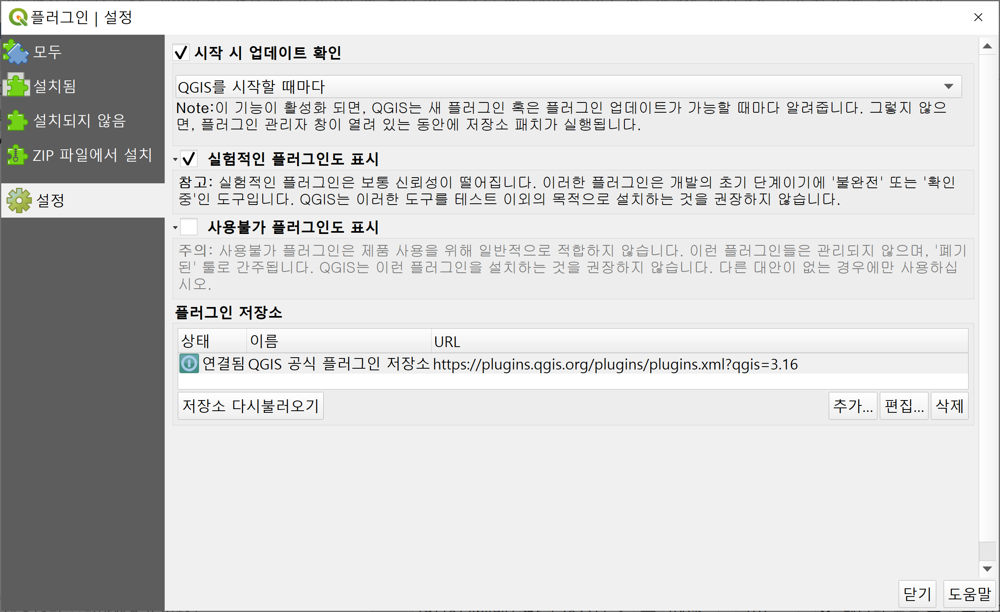 플러그인 | 설정
모두
설치됨
설치되지 않음
ZIP 파일에서 설치
설정
시작 시 업데이트 확인
QGIS를 시작할 때마다
Note:이 기능이 활성화 되면, QGIS는 새 플러그인 혹은 플러그인 업데이트가 가능할 때마다 알려줍니다. 그렇지 않으
면, 플러그인 관리자 창이 열려 있는 동안에 저장소 패치가 실행됩니다.
실험적인 플러그인도 표시
참고: 실험적인 플러그인은 보통 신뢰성이 떨어집니다. 이러한 플러그인은 개발의 초기 단계이기에 '불완전' 또는 '확인
중'인 도구입니다. QGIS는 이러한 도구를 테스트 이외의 목적으로 설치하는 것을 권장하지 않습니다.
사용불가 플러그인도 표시
주의: 사용불가 플러그인은 제품 사용을 위해 일반적으로 적합하지 않습니다. 이런 플러그인들은 관리되지 않으며, '폐기
된' 툴로 간주됩니다. QGIS는 이런 플러그인을 설치하는 것을 권장하지 않습니다. 다른 대안이 없는 경우에만 사용하십
시오.
플러그인 저장소
상태 이름 URL
연결됨 QGIS 공식 플러그인 저장소 https://plugins.qgis.org/plugins/plugins.xml?qgis=3.16
저장소 다시불러오기 추가... 편집... 삭제
닫기 도움말